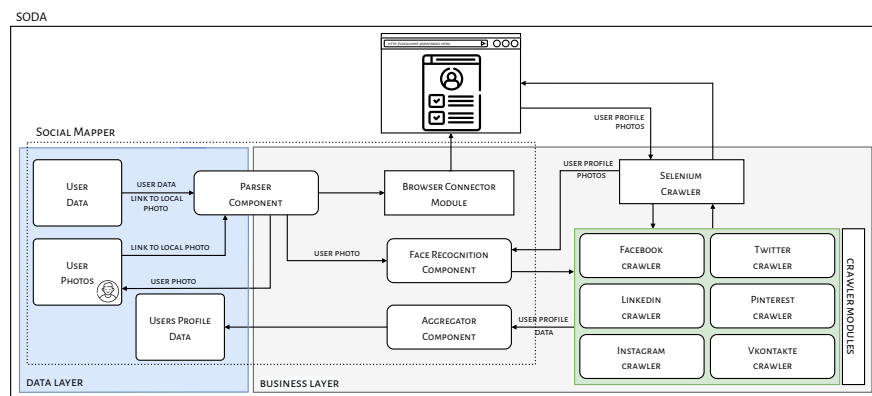 SODA
USER PROFILE
PHOTOS
SOCIAL MAPPER
USER
DATA
USER DATA
LINK TO LOCAL
PHOTO
PARSER
COMPONENT
BROWSER CONNECTOR
MODULE
USER PROFILE
PHOTOS
SELENIUM
CRAWLER
USER
PHOTOS
LINK TO LOCAL PHOTO
USER PHOTO
USER PHOTO
FACE RECOGNITION
COMPONENT
FACEBOOK
CRAWLER
TWITTER
CRAWLER
LINKEDIN
CRAWLER
PINTEREST
CRAWLER
INSTAGRAM
CRAWLER
VKONTAKTE
CRAWLER
CRAWLER MODULES
USERS PROFILE
DATA
AGGREGATOR
COMPONENT
USER PROFILE
DATA
DATA LAYER
BUSINESS LAYER